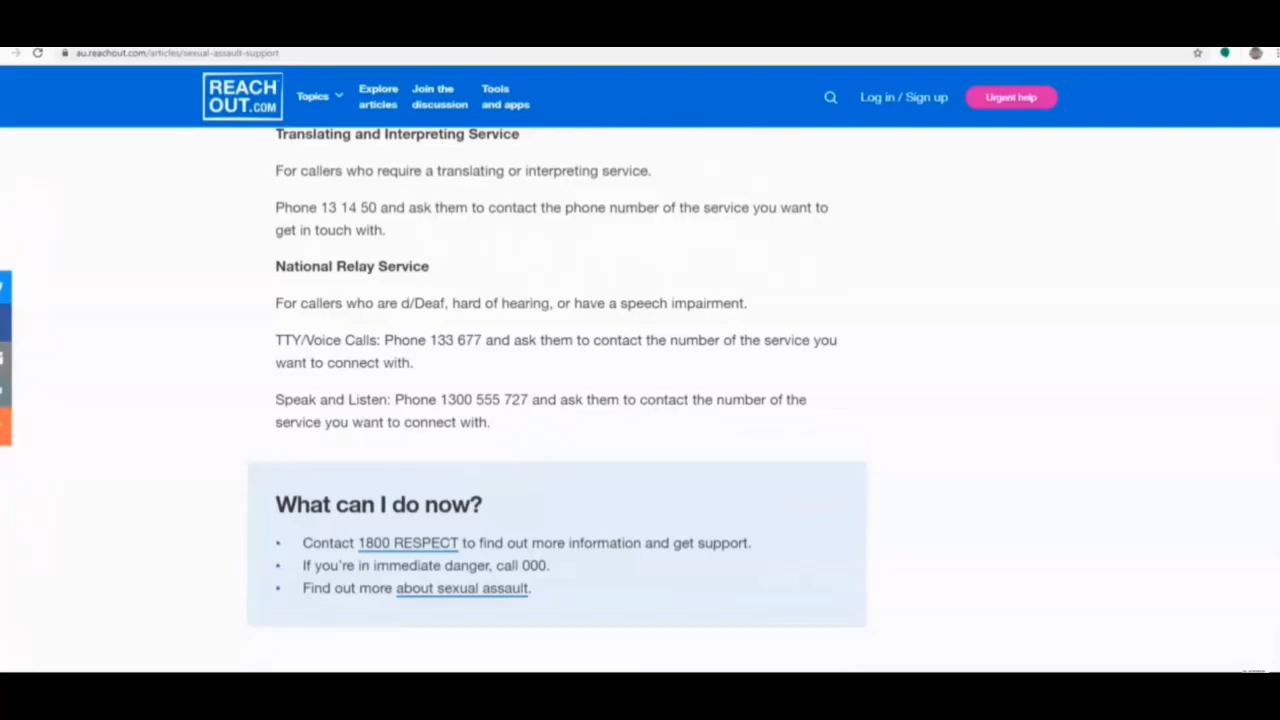 au.reachout.com/articles/sexual-assault-support
REACH
OUT.COM
Topics
Explore
articles
Join the
discussion
Tools
and apps
Log in / Sign up
Urgent help
Translating and Interpreting Service
For callers who require a translating or interpreting service.
Phone 13 14 50 and ask them to contact the phone number of the service you want to
get in touch with.
National Relay Service
For callers who are d/Deaf, hard of hearing, or have a speech impairment.
TTY/Voice Calls: Phone 133 677 and ask them to contact the number of the service you
want to connect with.
Speak and Listen: Phone 1300 555 727 and ask them to contact the number of the
service you want to connect with.
What can I do now?
• Contact 1800 RESPECT to find out more information and get support.
• If you're in immediate danger, call 000.
• Find out more about sexual assault.